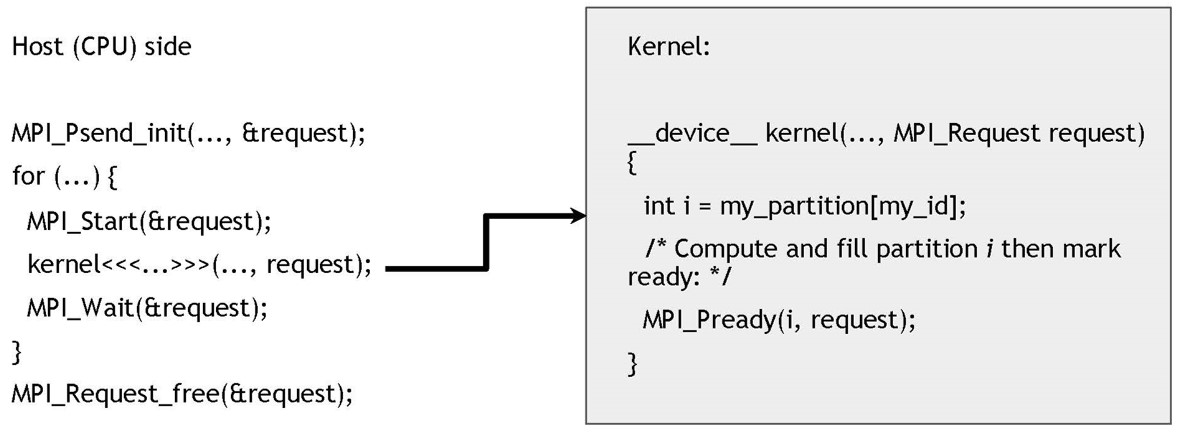 Host (CPU) side
MPI_Psend_init(..., &request);
for (...) {
MPI_Start(&request);
kernel<<<...>>>(..., request);
MPI_Wait(&request);
}
MPI_Request_free(&request);
Kernel:
__device__ kernel(..., MPI_Request request)
{
int i = my_partition[my_id];
/* Compute and fill partition i then mark
ready: */
MPI_Pready(i, request);
}